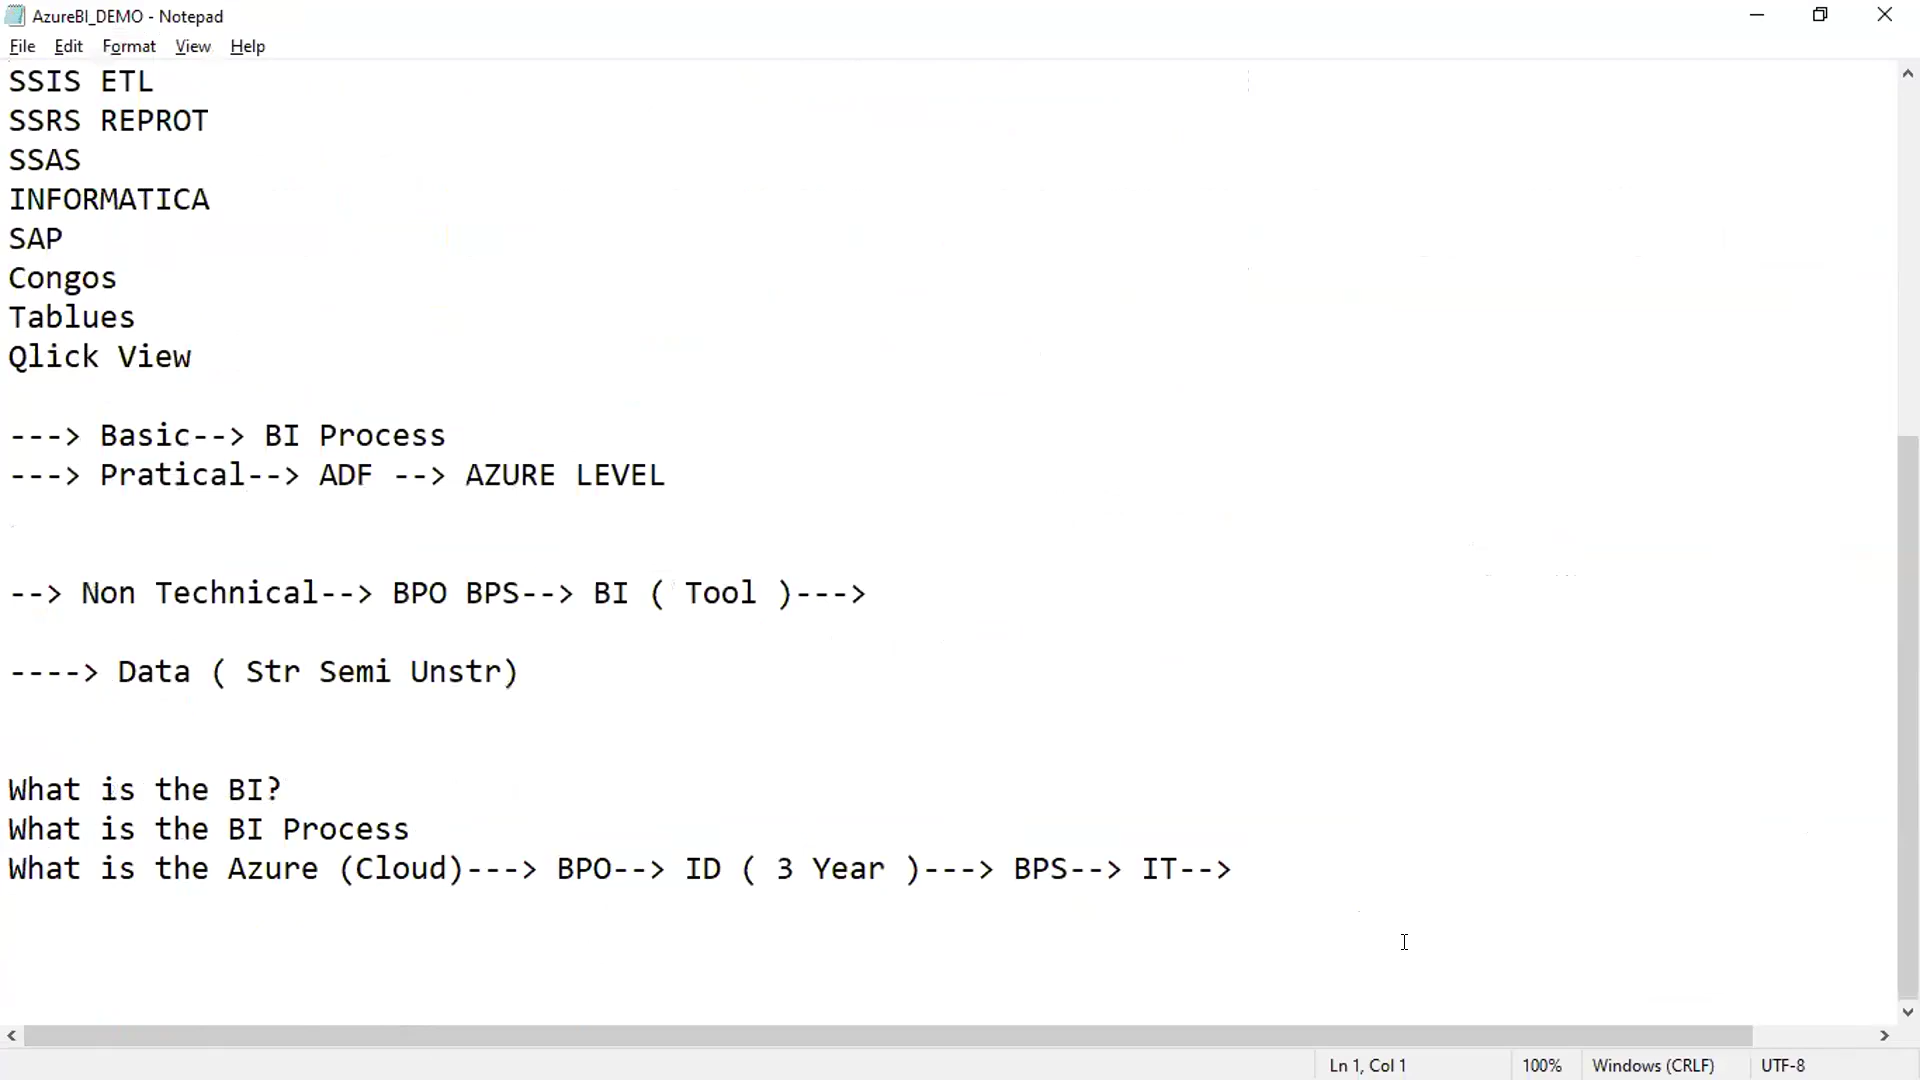 AzureBI_DEMO - Notepad
File Edit Format View Help
SSIS ETL
SSRS REPROT
SSAS
INFORMATICA
SAP
Congos
Tablues
Qlick View
---> Basic--> BI Process
---> Pratical--> ADF --> AZURE LEVEL
--> Non Technical--> BPO BPS--> BI ( Tool )--->
----> Data ( Str Semi Unstr)
What is the BI?
What is the BI Process
What is the Azure (Cloud)---> BPO--> ID ( 3 Year )---> BPS--> IT-->
Ln 1, Col 1 100% Windows (CRLF) UTF-8